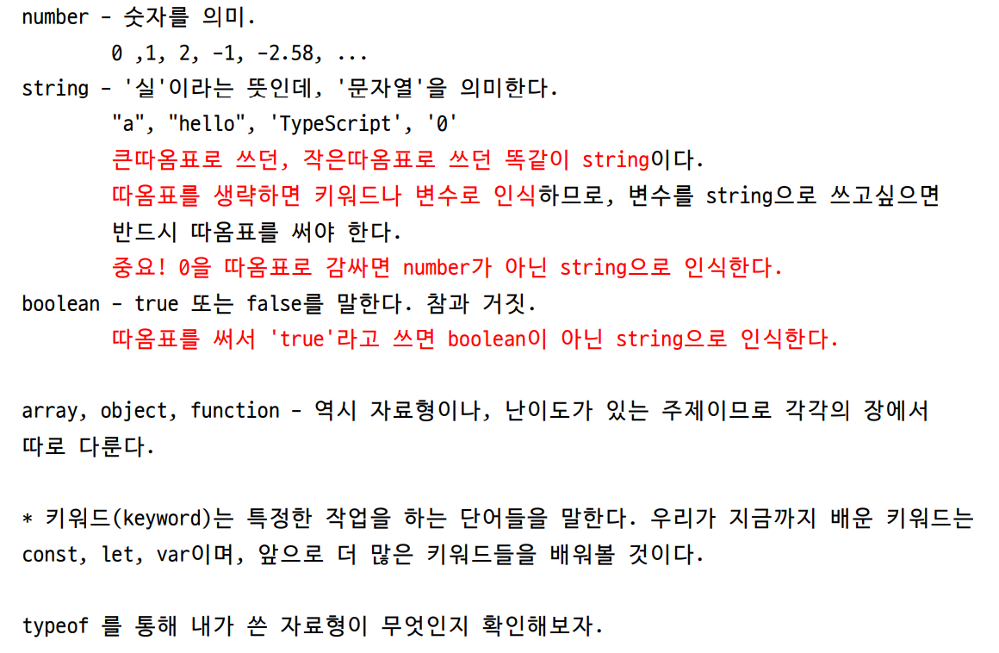 number - 숫자를 의미.
0 ,1, 2, -1, -2.58, ...
string - '실'이라는 뜻인데, '문자열'을 의미한다.
"a", "hello", 'TypeScript', '0'
큰따옴표로 쓰던, 작은따옴표로 쓰던 똑같이 string이다.
따옴표를 생략하면 키워드나 변수로 인식하므로, 변수를 string으로 쓰고싶으면
반드시 따옴표를 써야 한다.
중요! 0을 따옴표로 감싸면 number가 아닌 string으로 인식한다.
boolean - true 또는 false를 말한다. 참과 거짓.
따옴표를 써서 'true'라고 쓰면 boolean이 아닌 string으로 인식한다.
array, object, function - 역시 자료형이나, 난이도가 있는 주제이므로 각각의 장에서
따로 다룬다.
* 키워드(keyword)는 특정한 작업을 하는 단어들을 말한다. 우리가 지금까지 배운 키워드는
const, let, var이며, 앞으로 더 많은 키워드들을 배워볼 것이다.
typeof 를 통해 내가 쓴 자료형이 무엇인지 확인해보자.